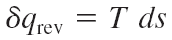 δq_rev = T ds